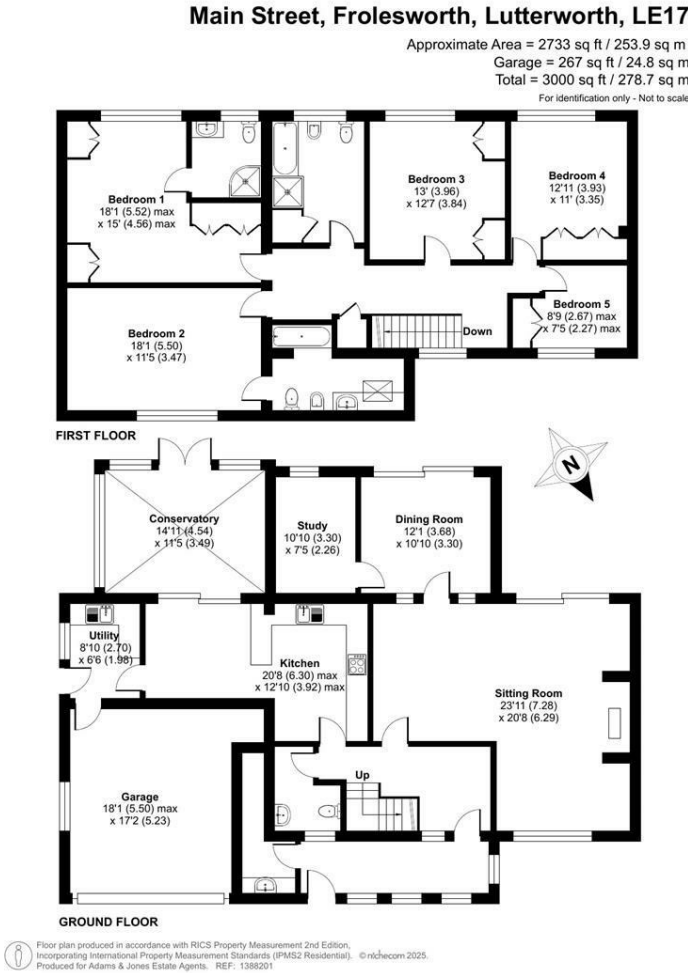 Main Street, Frolesworth, Lutterworth, LE17
Approximate Area = 2733 sq ft / 253.9 sq m
Garage = 267 sq ft / 24.8 sq m
Total = 3000 sq ft / 278.7 sq m
For identification only - Not to scale
Bedroom 1
18'1 (5.52) max
x 15' (4.56) max
Bedroom 3
13' (3.96)
x 12'7 (3.84)
Bedroom 4
12'11 (3.93)
x 11' (3.35)
Bedroom 2
18'1 (5.50)
x 11'5 (3.47)
Down
Bedroom 5
8'9 (2.67) max
x 7'5 (2.27) max
FIRST FLOOR
N
Conservatory
14'11 (4.54)
x 11'5 (3.49)
Study
10'10 (3.30)
x 7'5 (2.26)
Dining Room
12'1 (3.68)
x 10'10 (3.30)
Utility
8'10 (2.70)
x 6'6 (1.98)
Kitchen
20'8 (6.30) max
x 12'10 (3.92) max
Sitting Room
23'11 (7.28)
x 20'8 (6.29)
Up
Garage
18'1 (5.50) max
x 17'2 (5.23)
GROUND FLOOR
Floor plan produced in accordance with RICS Property Measurement 2nd Edition,
Incorporating International Property Measurement Standards (IPMS2 Residential). © nichecom 2025.
Produced for Adams & Jones Estate Agents. REF: 1388201